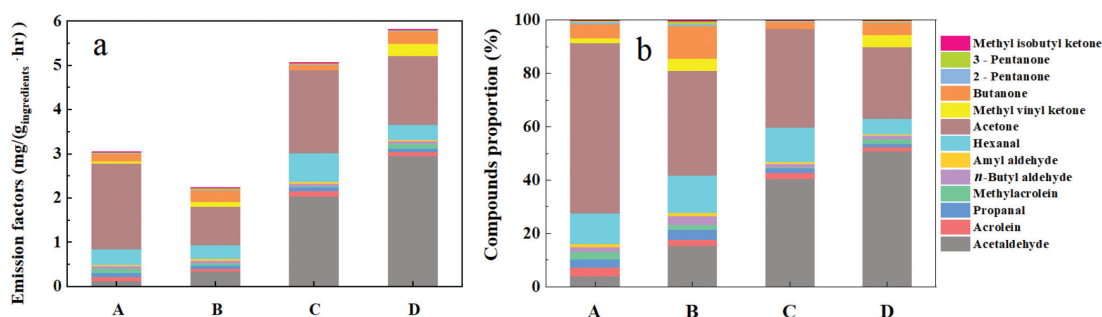 a
Emission factors (mg/(g_ingredients · hr)
6
5
4
3
2
1
0
A B C D
b
Compounds proportion (%)
100
80
60
40
20
0
A B C D
Methyl isobutyl ketone
3 - Pentanone
2 - Pentanone
Butanone
Methyl vinyl ketone
Acetone
Hexanal
Amyl aldehyde
n-Butyl aldehyde
Methylacrolein
Propanal
Acrolein
Acetaldehyde